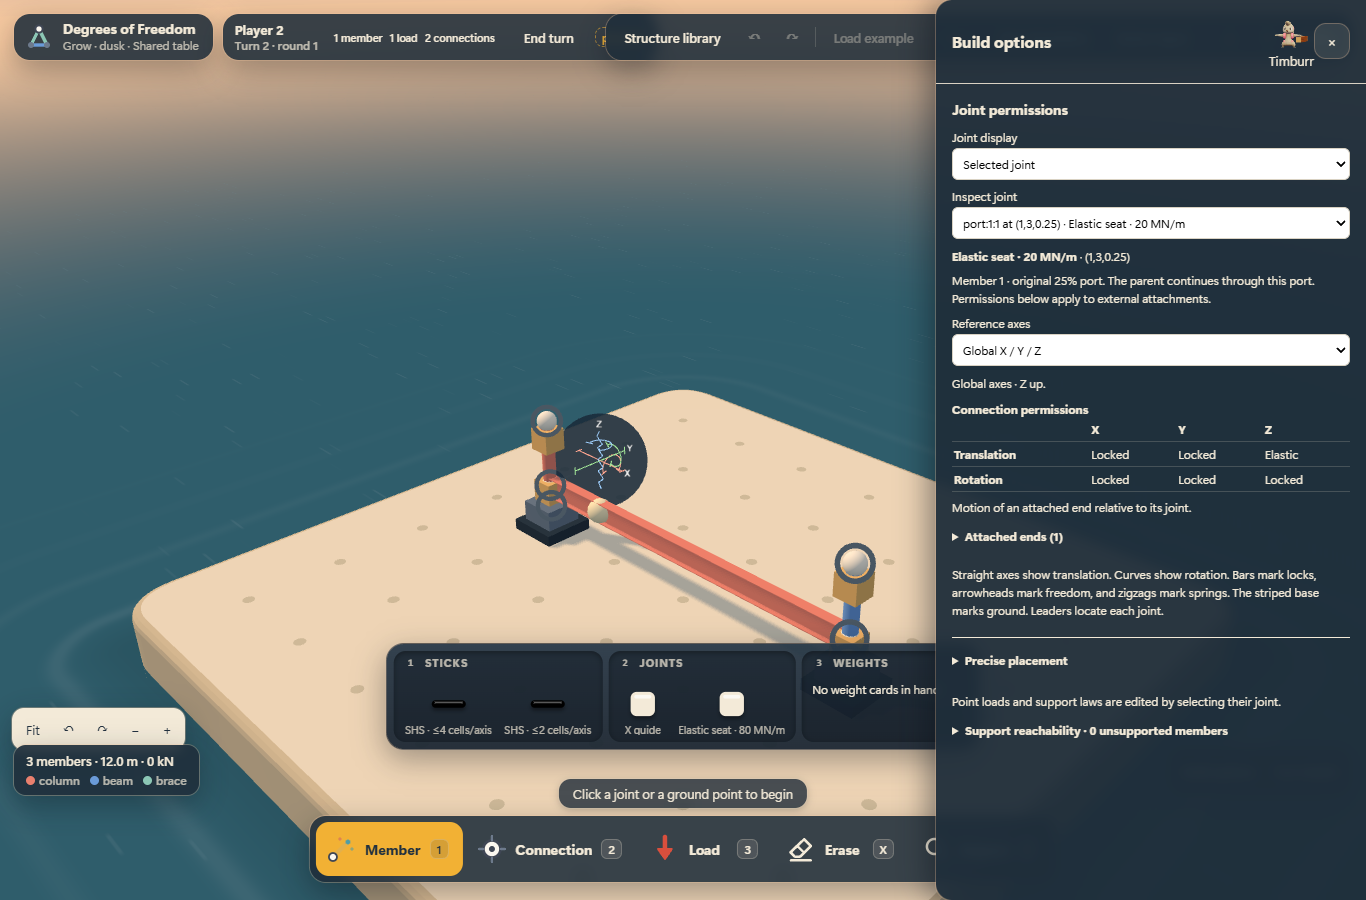 Degrees of Freedom
Grow · dusk · Shared table
Player 2
Turn 2 · round 1
1 member 1 load 2 connections
End turn
Structure library
Load example
Build options
Timburr
×
Joint permissions
Joint display
Selected joint
Inspect joint
port:1:1 at (1,3,0.25) · Elastic seat · 20 MN/m
Elastic seat · 20 MN/m · (1,3,0.25)
Member 1 · original 25% port. The parent continues through this port.
Permissions below apply to external attachments.
Reference axes
Global X / Y / Z
Global axes · Z up.
Connection permissions
X Y Z
Translation Locked Locked Elastic
Rotation Locked Locked Locked
Motion of an attached end relative to its joint.
Attached ends (1)
Straight axes show translation. Curves show rotation. Bars mark locks,
arrowheads mark freedom, and zigzags mark springs. The striped base
marks ground. Leaders locate each joint.
Precise placement
Point loads and support laws are edited by selecting their joint.
Support reachability · 0 unsupported members
Z
Y
X
1 STICKS
SHS · ≤4 cells/axis SHS · ≤2 cells/axis
2 JOINTS
X guide Elastic seat · 80 MN/m
3 WEIGHTS
No weight cards in hand
Fit − +
3 members · 12.0 m · 0 kN
column beam brace
Click a joint or a ground point to begin
Member 1
Connection 2
Load 3
Erase X